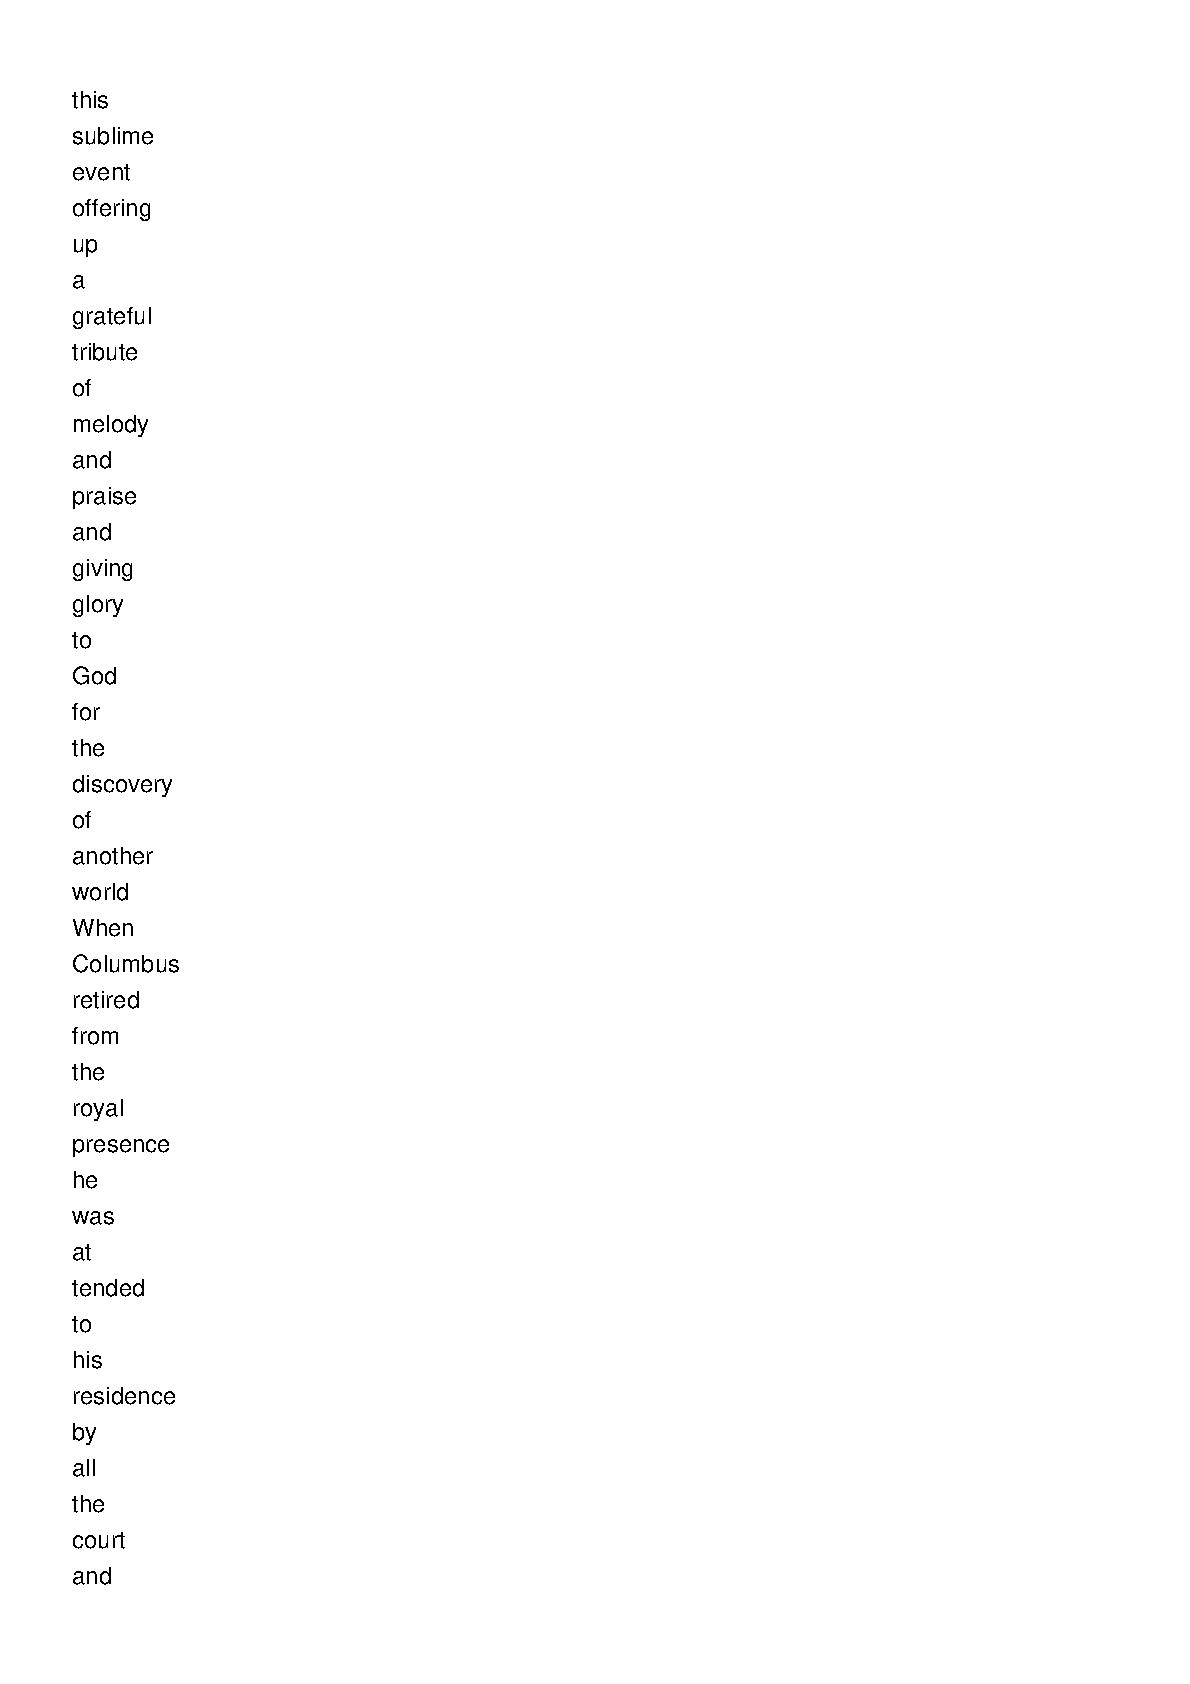 this
sublime
event
offering
up
a
grateful
tribute
of
melody
and
praise
and
giving
glory
to
God
for
the
discovery
of
another
world
When
Columbus
retired
from
the
royal
presence
he
was
at
tended
to
his
residence
by
all
the
court
and